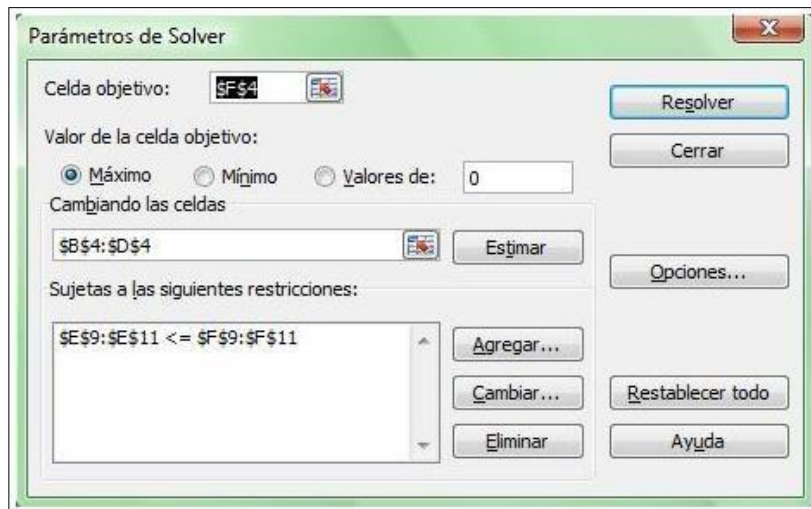 Parámetros de Solver
Celda objetivo: $F$4
Resolver
Valor de la celda objetivo:
Cerrar
Máximo Mínimo Valores de: 0
Cambiando las celdas
$B$4:$D$4 Estimar
Opciones...
Sujetas a las siguientes restricciones:
$E$9:$E$11 <= $F$9:$F$11
Agregar...
Cambiar...
Restablecer todo
Eliminar
Ayuda